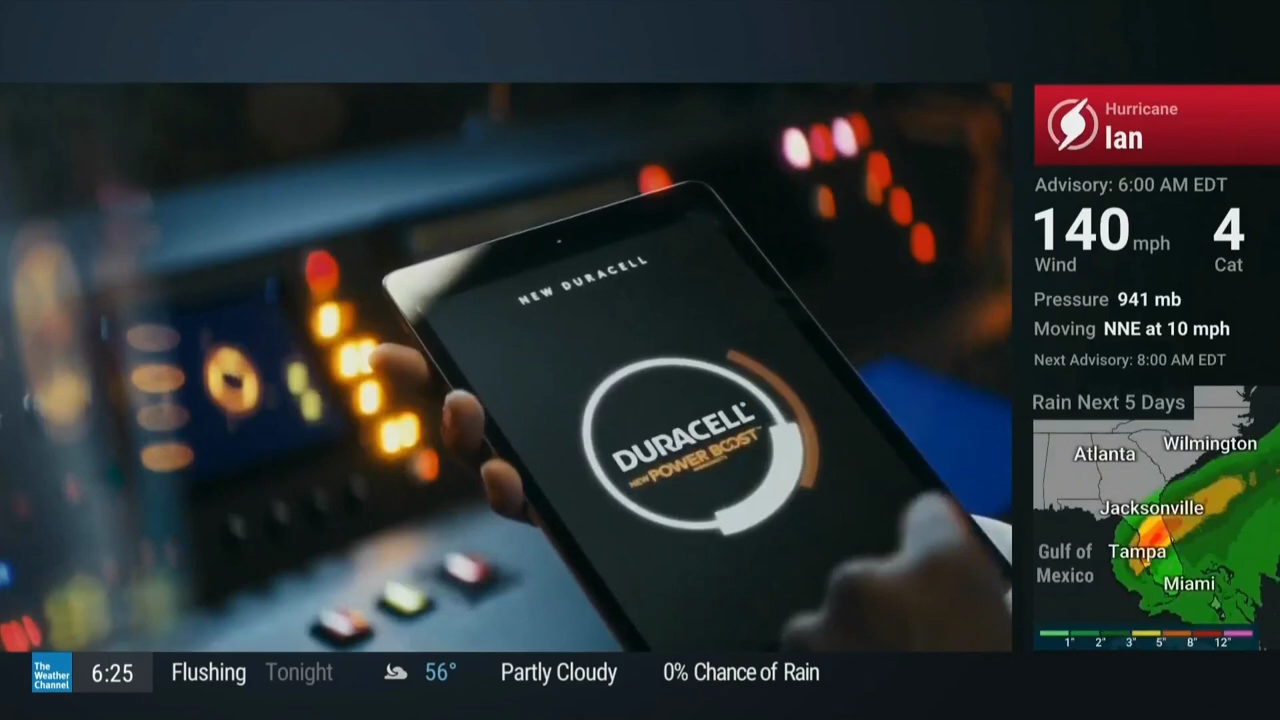 NEW DURACELL
DURACELL
NEW POWER BOOST
Hurricane
Ian
Advisory: 6:00 AM EDT
140 mph 4
Wind Cat
Pressure 941 mb
Moving NNE at 10 mph
Next Advisory: 8:00 AM EDT
Rain Next 5 Days
Wilmington
Atlanta
Jacksonville
Gulf of
Mexico
Tampa
Miami
1" 2" 3" 5" 8" 12"
The
Weather
Channel
6:25 Flushing Tonight 56° Partly Cloudy 0% Chance of Rain